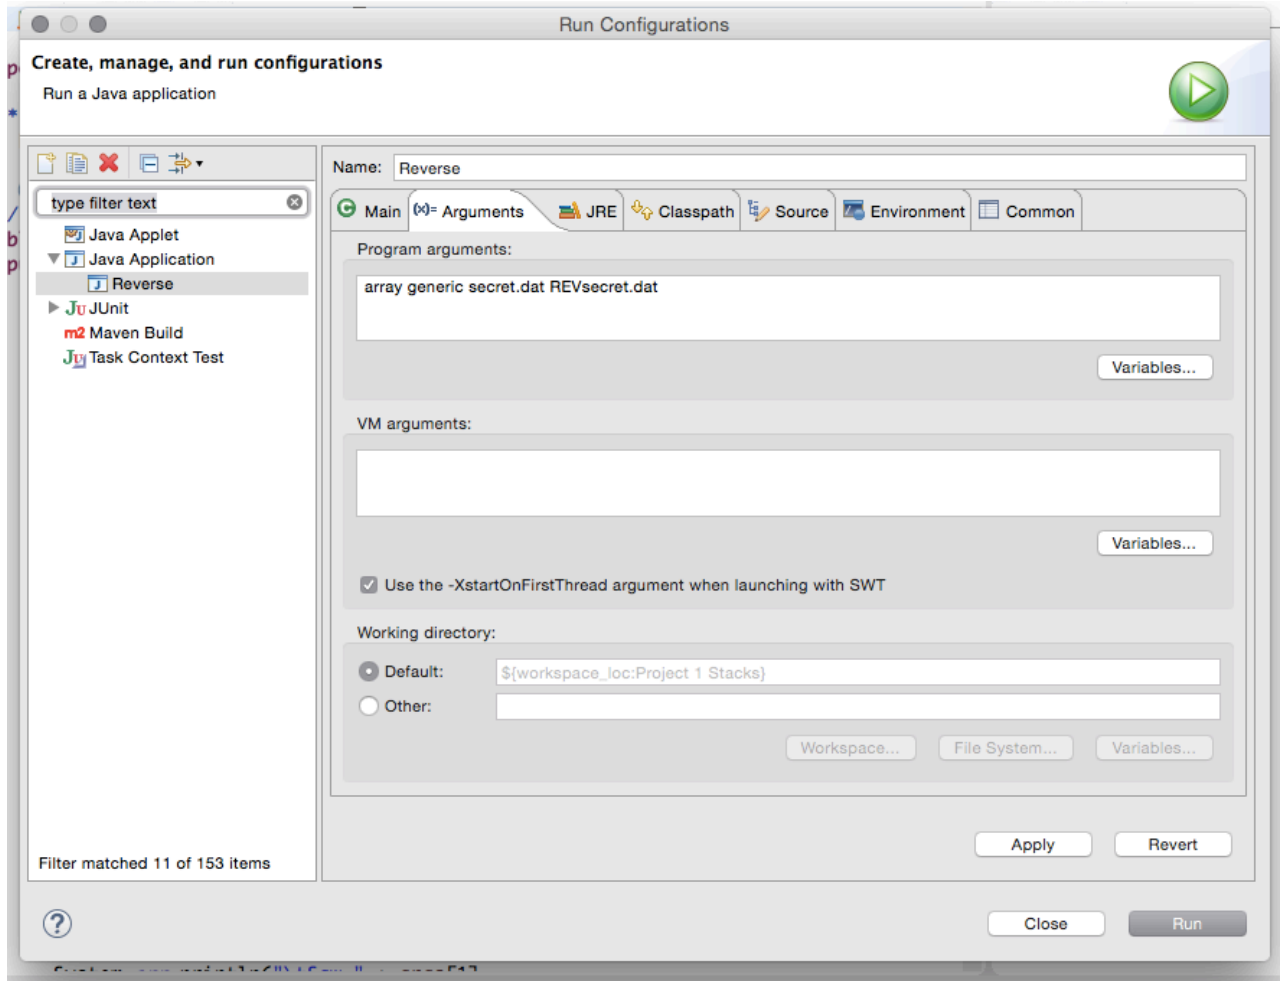 Run Configurations
Create, manage, and run configurations
Run a Java application
type filter text
Java Applet
Java Application
Reverse
JUnit
m2 Maven Build
Task Context Test
Filter matched 11 of 153 items
Name: Reverse
Main (x)= Arguments JRE Classpath Source Environment Common
Program arguments:
array generic secret.dat REVsecret.dat
Variables...
VM arguments:
Variables...
Use the -XstartOnFirstThread argument when launching with SWT
Working directory:
Default: ${workspace_loc:Project 1 Stacks}
Other:
Workspace... File System... Variables...
Apply Revert
? Close Run